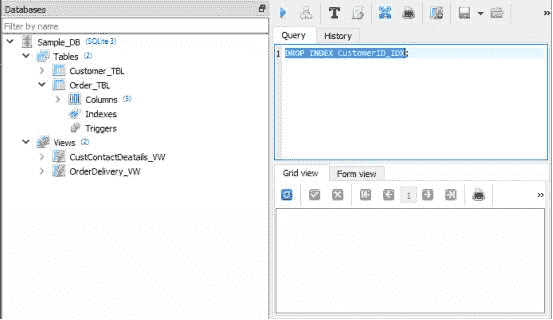 Databases
Filter by name
Sample_DB (SQLite 3)
Tables (2)
Customer_TBL
Order_TBL
Columns (5)
Indexes
Triggers
Views (2)
CustContactDeatails_VW
OrderDelivery_VW
Query History
1 DROP INDEX CustomerID_IDX;
Grid view Form view
1